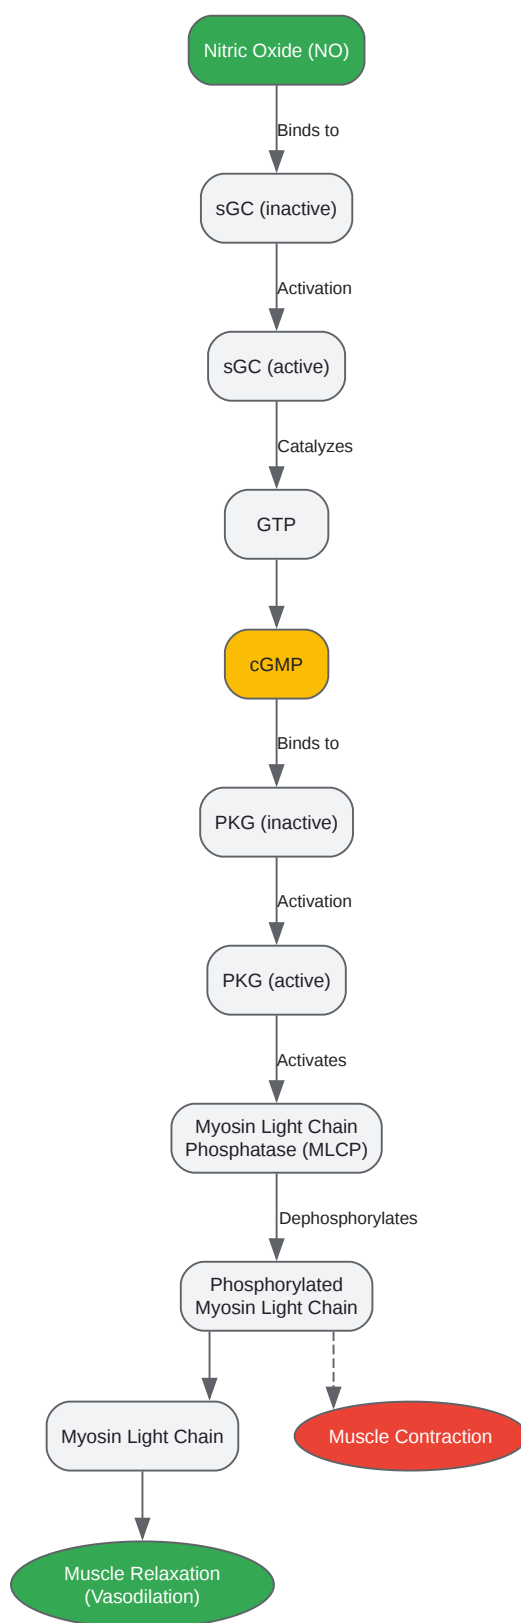 Nitric Oxide (NO)
Binds to
sGC (inactive)
Activation
sGC (active)
Catalyzes
GTP
cGMP
Binds to
PKG (inactive)
Activation
PKG (active)
Activates
Myosin Light Chain
Phosphatase (MLCP)
Dephosphorylates
Phosphorylated
Myosin Light Chain
Myosin Light Chain
Muscle Contraction
Muscle Relaxation
(Vasodilation)